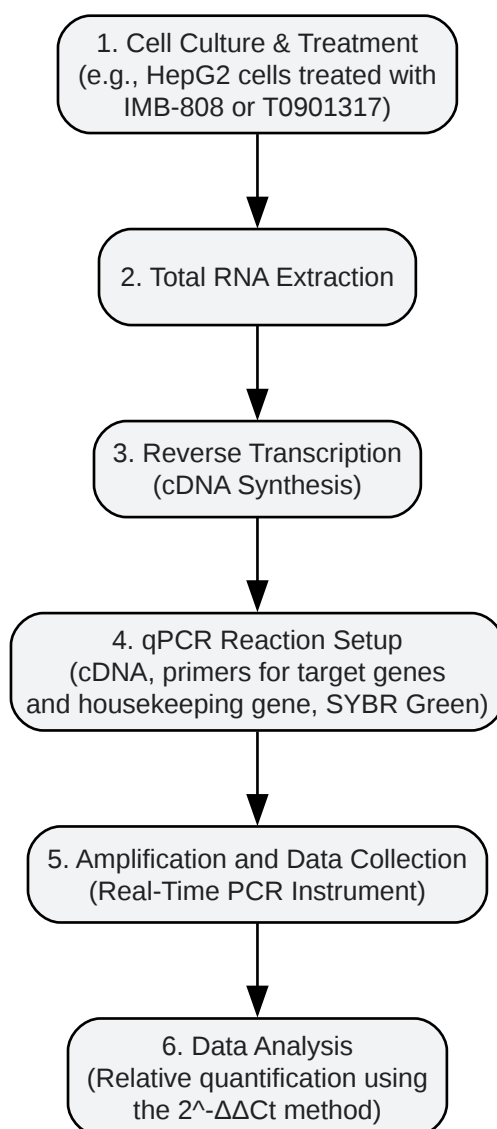 1. Cell Culture & Treatment
(e.g., HepG2 cells treated with
IMB-808 or T0901317)
2. Total RNA Extraction
3. Reverse Transcription
(cDNA Synthesis)
4. qPCR Reaction Setup
(cDNA, primers for target genes
and housekeeping gene, SYBR Green)
5. Amplification and Data Collection
(Real-Time PCR Instrument)
6. Data Analysis
(Relative quantification using
the 2^-ΔΔCt method)